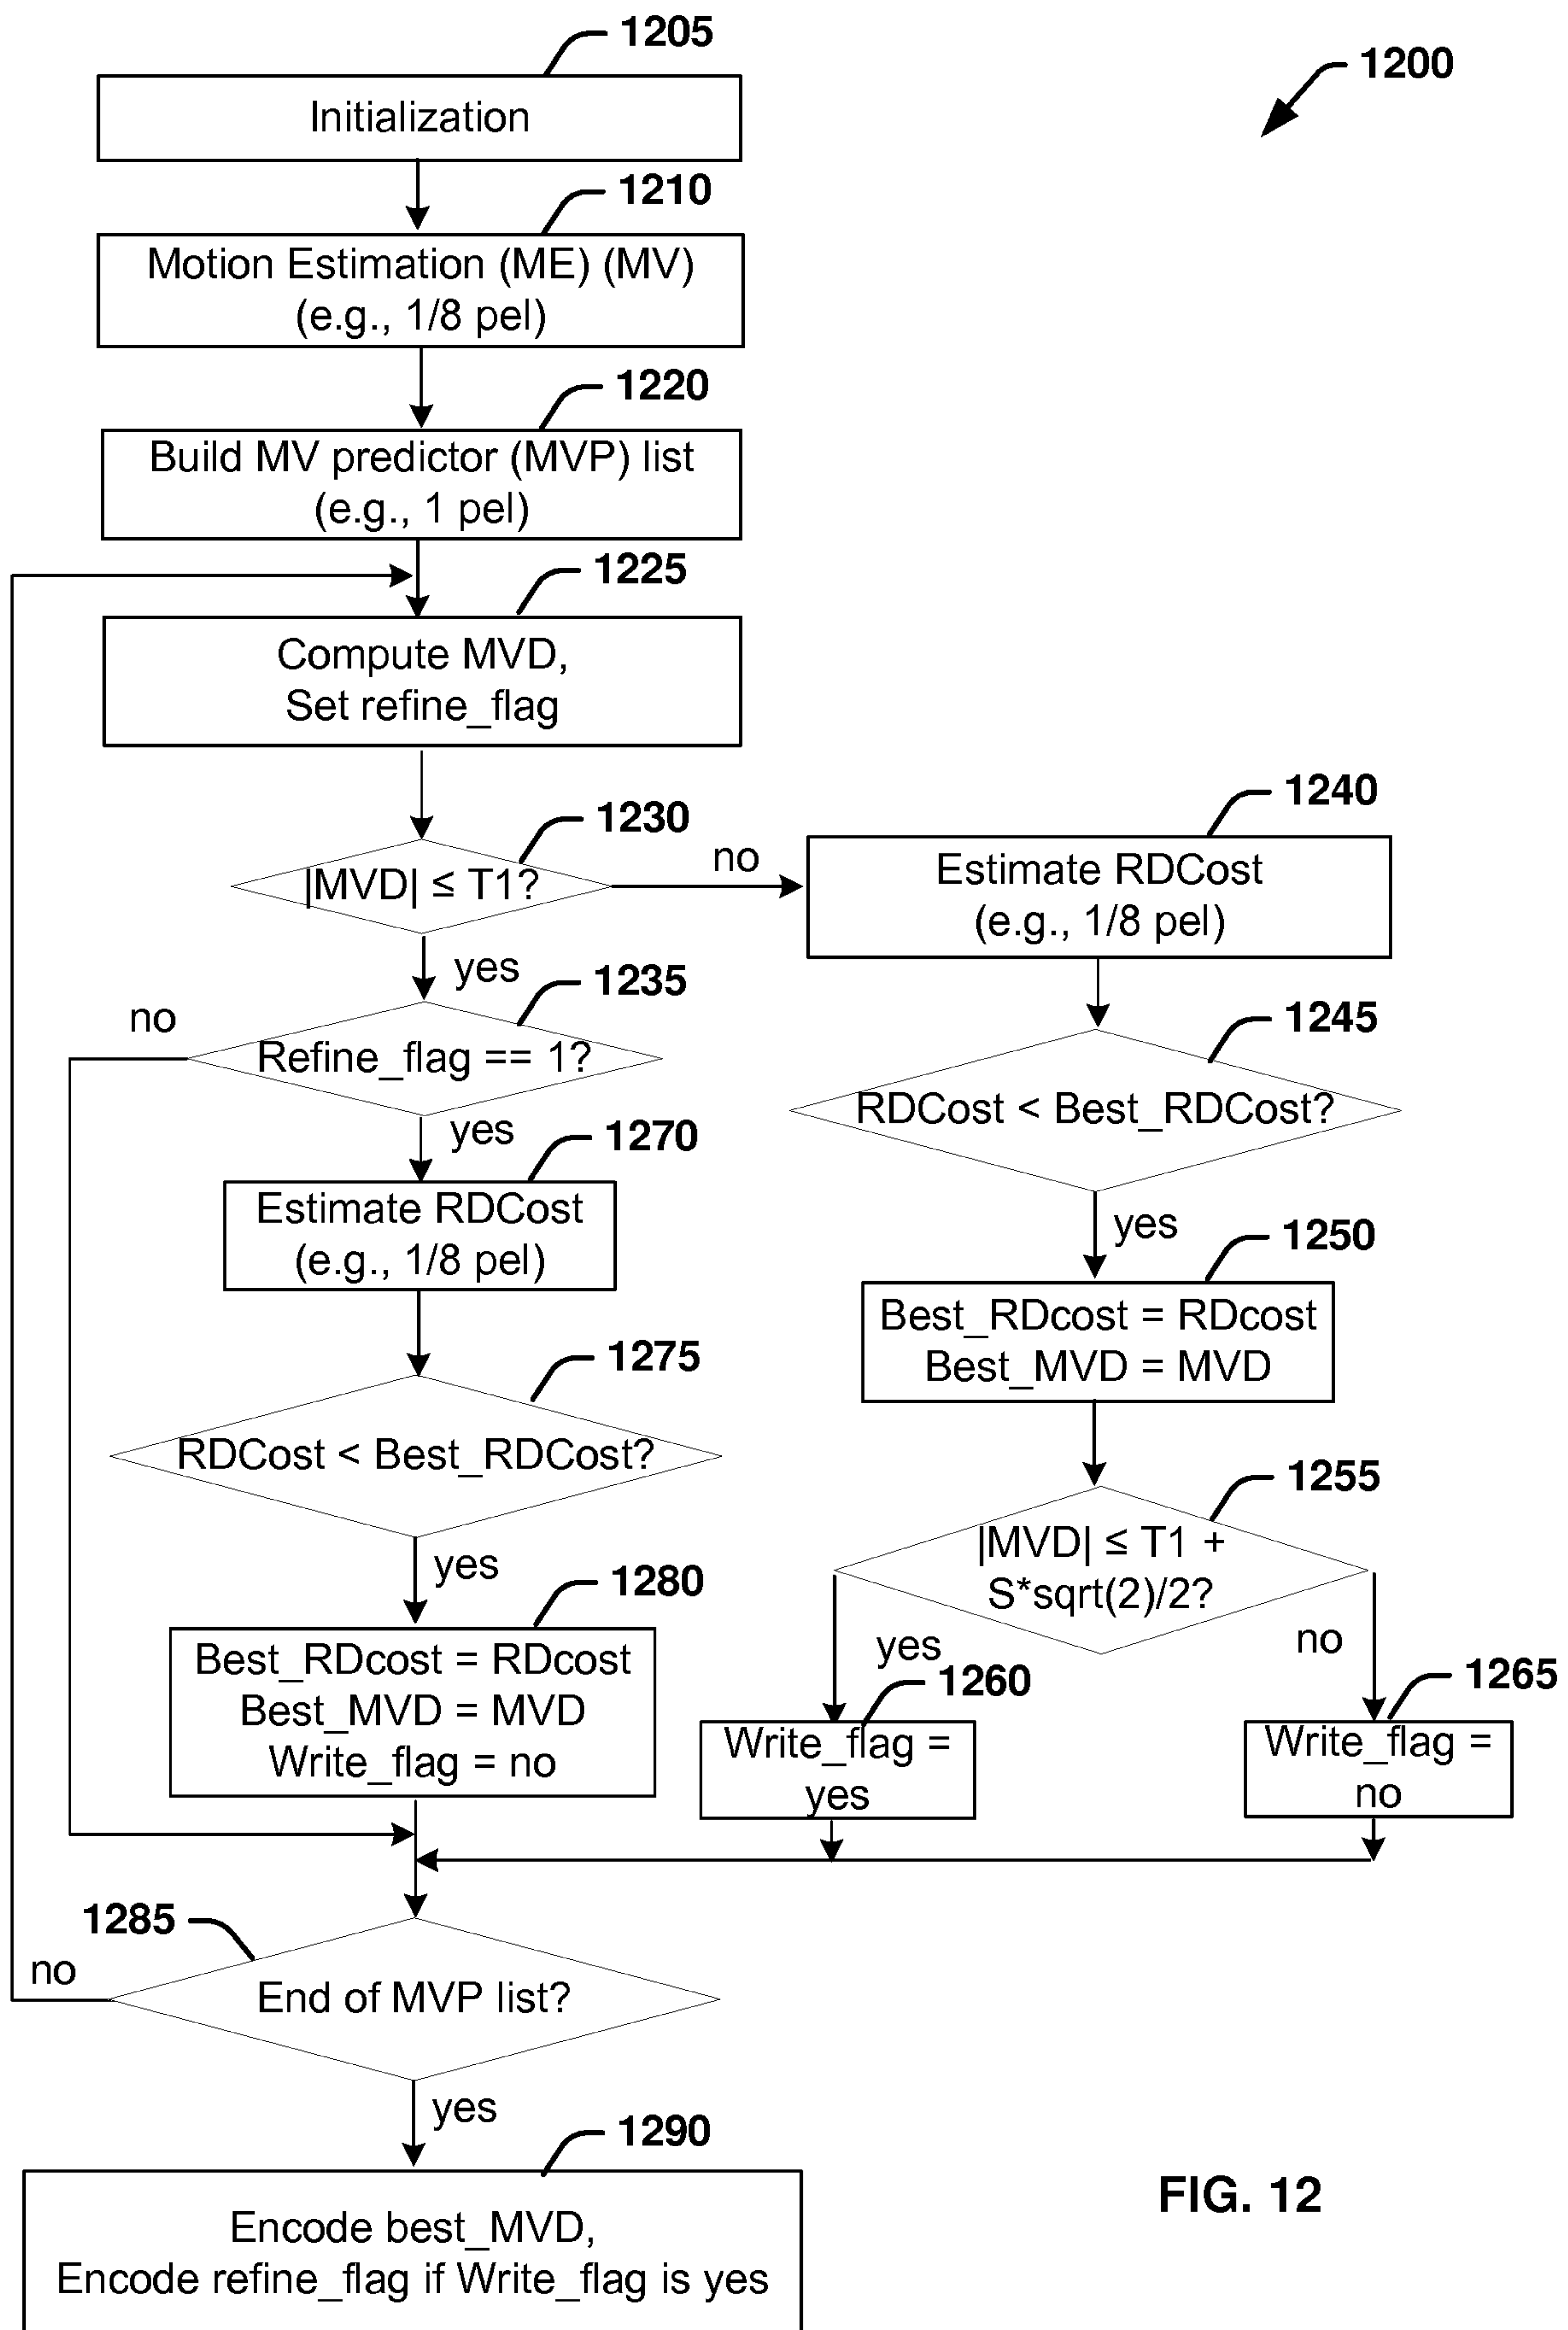 1205
1200
Initialization
1210
Motion Estimation (ME) (MV)
(e.g., 1/8 pel)
1220
Build MV predictor (MVP) list
(e.g., 1 pel)
1225
Compute MVD,
Set refine_flag
1230
|MVD| ≤ T1?
no
yes
1240
Estimate RDCost
(e.g., 1/8 pel)
1235
no
Refine_flag == 1?
yes
1245
RDCost < Best_RDCost?
yes
1270
Estimate RDCost
(e.g., 1/8 pel)
1250
Best_RDcost = RDcost
Best_MVD = MVD
1275
RDCost < Best_RDCost?
yes
1255
|MVD| ≤ T1 +
S*sqrt(2)/2?
yes
no
1280
Best_RDcost = RDcost
Best_MVD = MVD
Write_flag = no
1260
Write_flag =
yes
1265
Write_flag =
no
1285
no
End of MVP list?
yes
1290
Encode best_MVD,
Encode refine_flag if Write_flag is yes
FIG. 12